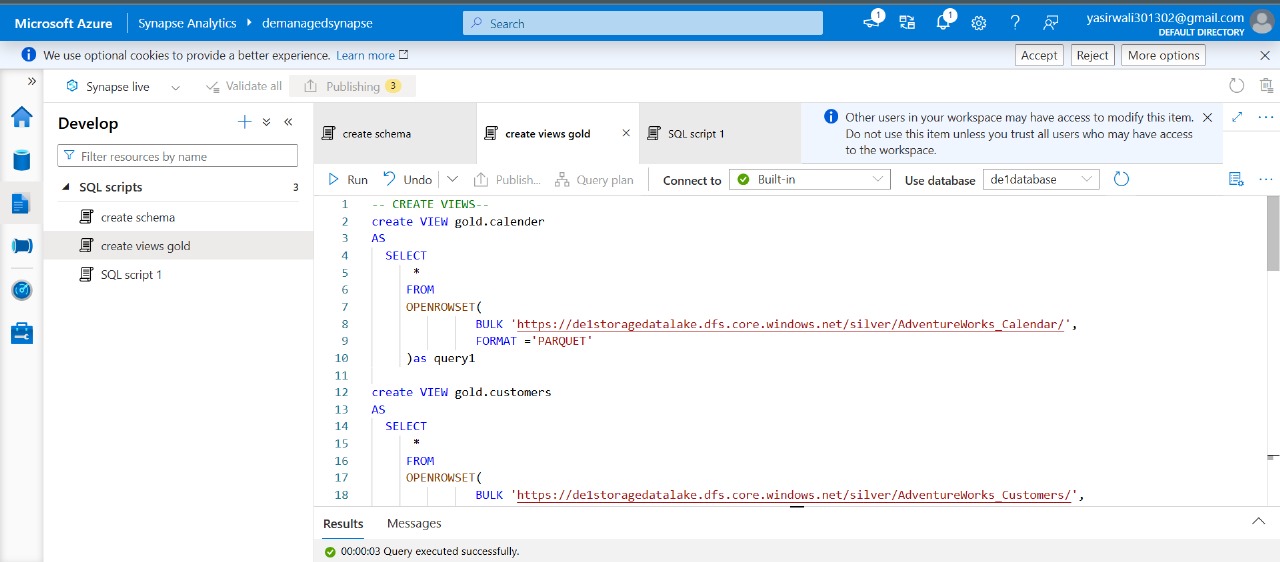 Microsoft Azure Synapse Analytics demanagedsynapse Search 1 1 yasirwali301302@gmail.com
DEFAULT DIRECTORY
We use optional cookies to provide a better experience. Learn more Accept Reject More options
Synapse live Validate all Publishing 3
Develop
Filter resources by name
SQL scripts 3
create schema
create views gold
SQL script 1
create schema create views gold SQL script 1
Other users in your workspace may have access to modify this item.
Do not use this item unless you trust all users who may have access
to the workspace.
Run Undo Publish... Query plan Connect to Built-in Use database de1database
1 -- CREATE VIEWS--
2 create VIEW gold.calender
3 AS
4 SELECT
5 *
6 FROM
7 OPENROWSET(
8 BULK 'https://de1storagedatalake.dfs.core.windows.net/silver/AdventureWorks_Calendar/',
9 FORMAT ='PARQUET'
10 )as query1
11
12 create VIEW gold.customers
13 AS
14 SELECT
15 *
16 FROM
17 OPENROWSET(
18 BULK 'https://de1storagedatalake.dfs.core.windows.net/silver/AdventureWorks_Customers/',
Results Messages
00:00:03 Query executed successfully.